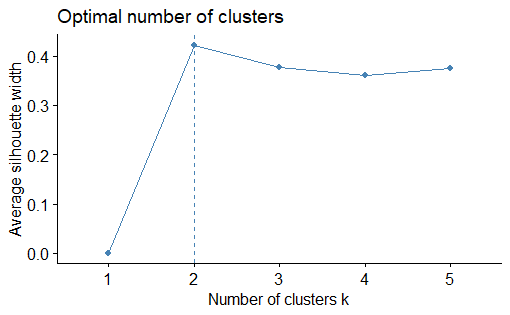 Optimal number of clusters
Average silhouette width
0.4
0.3
0.2
0.1
0.0
1 2 3 4 5
Number of clusters k